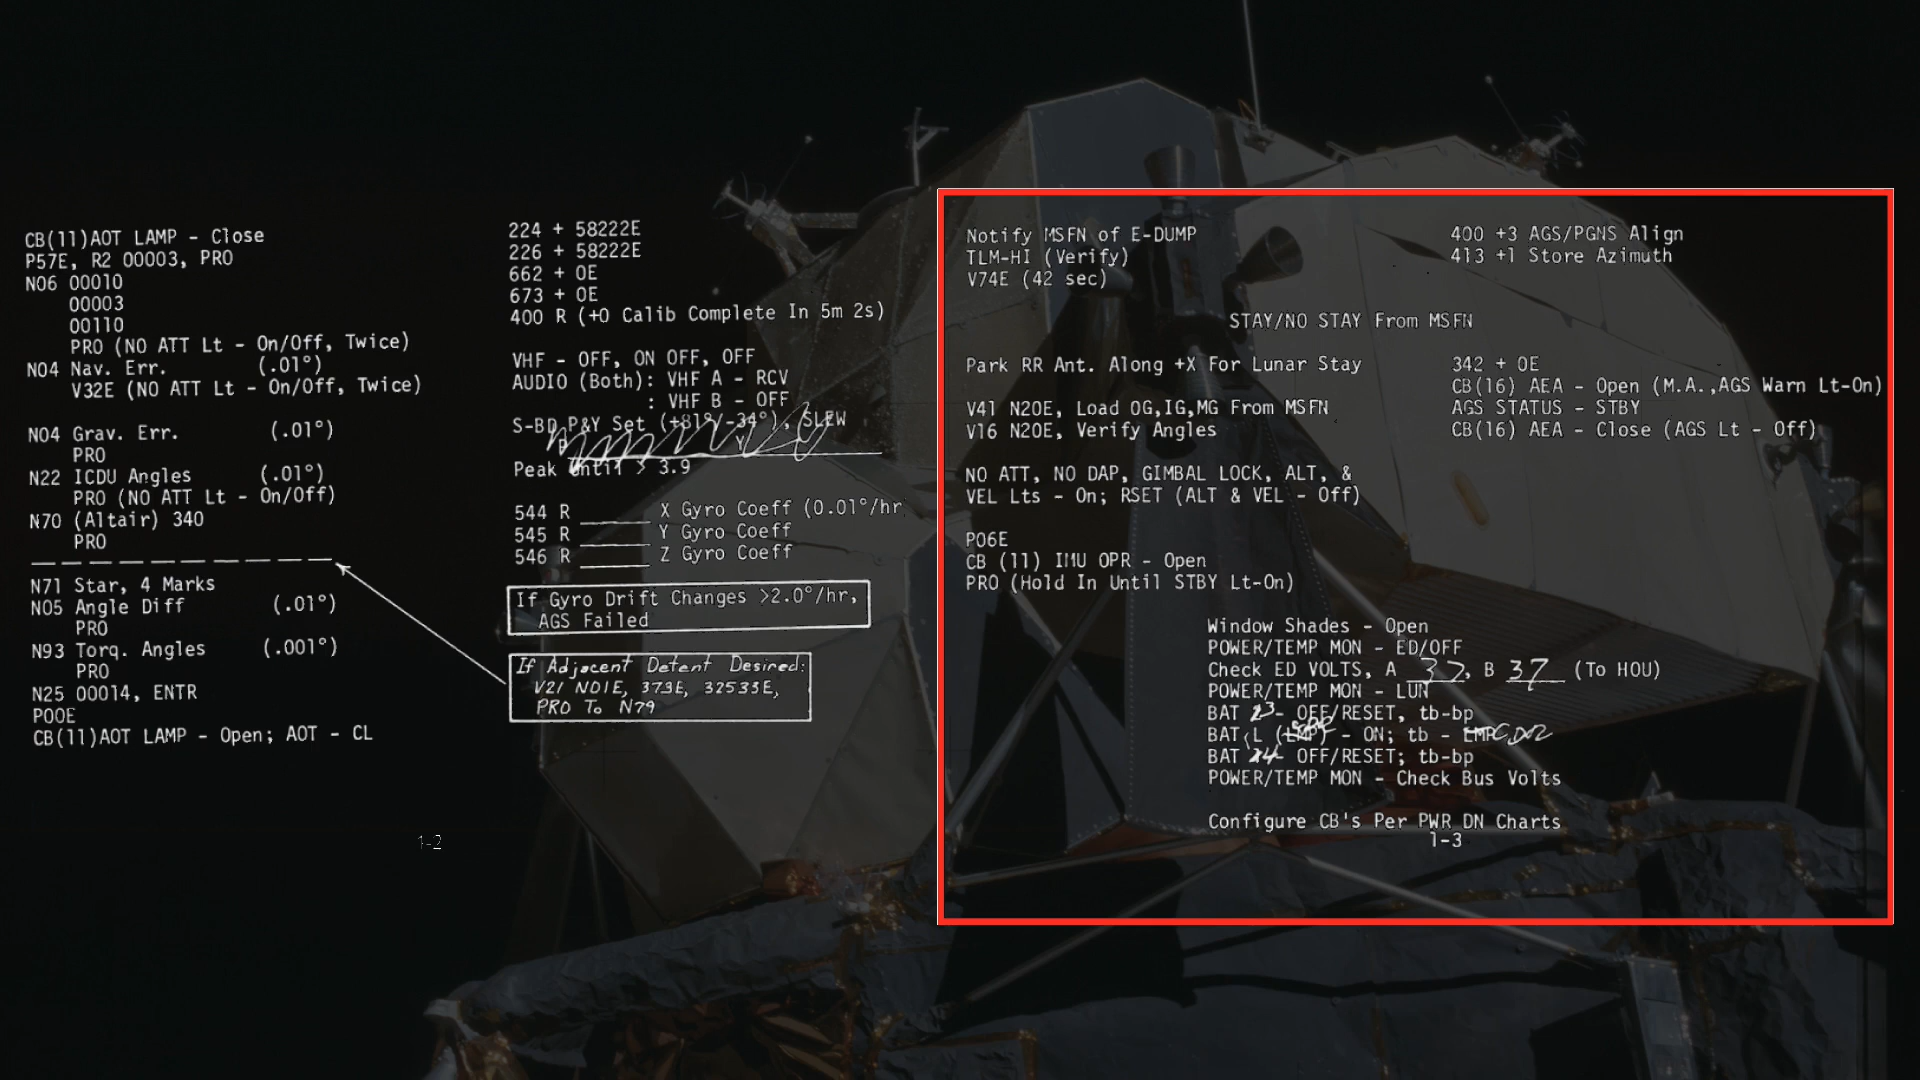 CB(11)AOT LAMP - Close
P57E, R2 00003, PRO
N06 00010
00003
00110
PRO (NO ATT Lt - On/Off, Twice)
N04 Nav. Err. (.01°)
V32E (NO ATT Lt - On/Off, Twice)
N04 Grav. Err. (.01°)
PRO
N22 ICDU Angles (.01°)
PRO (NO ATT Lt - On/Off)
N70 (Altair) 340
PRO
N71 Star, 4 Marks
N05 Angle Diff (.01°)
PRO
N93 Torq. Angles (.001°)
PRO
N25 00014, ENTR
P00E
CB(11)AOT LAMP - Open; AOT - CL
224 + 58222E
226 + 58222E
662 + 0E
673 + 0E
400 R (+0 Calib Complete In 5m 2s)
VHF - OFF, ON OFF, OFF
AUDIO (Both): VHF A - RCV
: VHF B - OFF
S-BD P&Y Set (+81°/-34°), SLEW
Y
Peak Until > 3.9
544 R ______ X Gyro Coeff (0.01°/hr
545 R ______ Y Gyro Coeff
546 R ______ Z Gyro Coeff
If Gyro Drift Changes >2.0°/hr,
AGS Failed
If Adjacent Detent Desired:
V21 N01E, 373E, 32533E,
PRO To N79
1-2
Notify MSFN of E-DUMP
TLM-HI (Verify)
V74E (42 sec)
400 +3 AGS/PGNS Align
413 +1 Store Azimuth
STAY/NO STAY From MSFN
Park RR Ant. Along +X For Lunar Stay
V41 N20E, Load OG,IG,MG From MSFN
V16 N20E, Verify Angles
342 + 0E
CB(16) AEA - Open (M.A.,AGS Warn Lt-On)
AGS STATUS - STBY
CB(16) AEA - Close (AGS Lt - Off)
NO ATT, NO DAP, GIMBAL LOCK, ALT, &
VEL Lts - On; RSET (ALT & VEL - Off)
P06E
CB (11) IMU OPR - Open
PRO (Hold In Until STBY Lt-On)
Window Shades - Open
POWER/TEMP MON - ED/OFF
Check ED VOLTS, A 37, B 37 (To HOU)
POWER/TEMP MON - LUN
BAT - OFF/RESET, tb-bp
BAT L - ON; tb - CDR
BAT OFF/RESET; tb-bp
POWER/TEMP MON - Check Bus Volts
Configure CB's Per PWR DN Charts
1-3